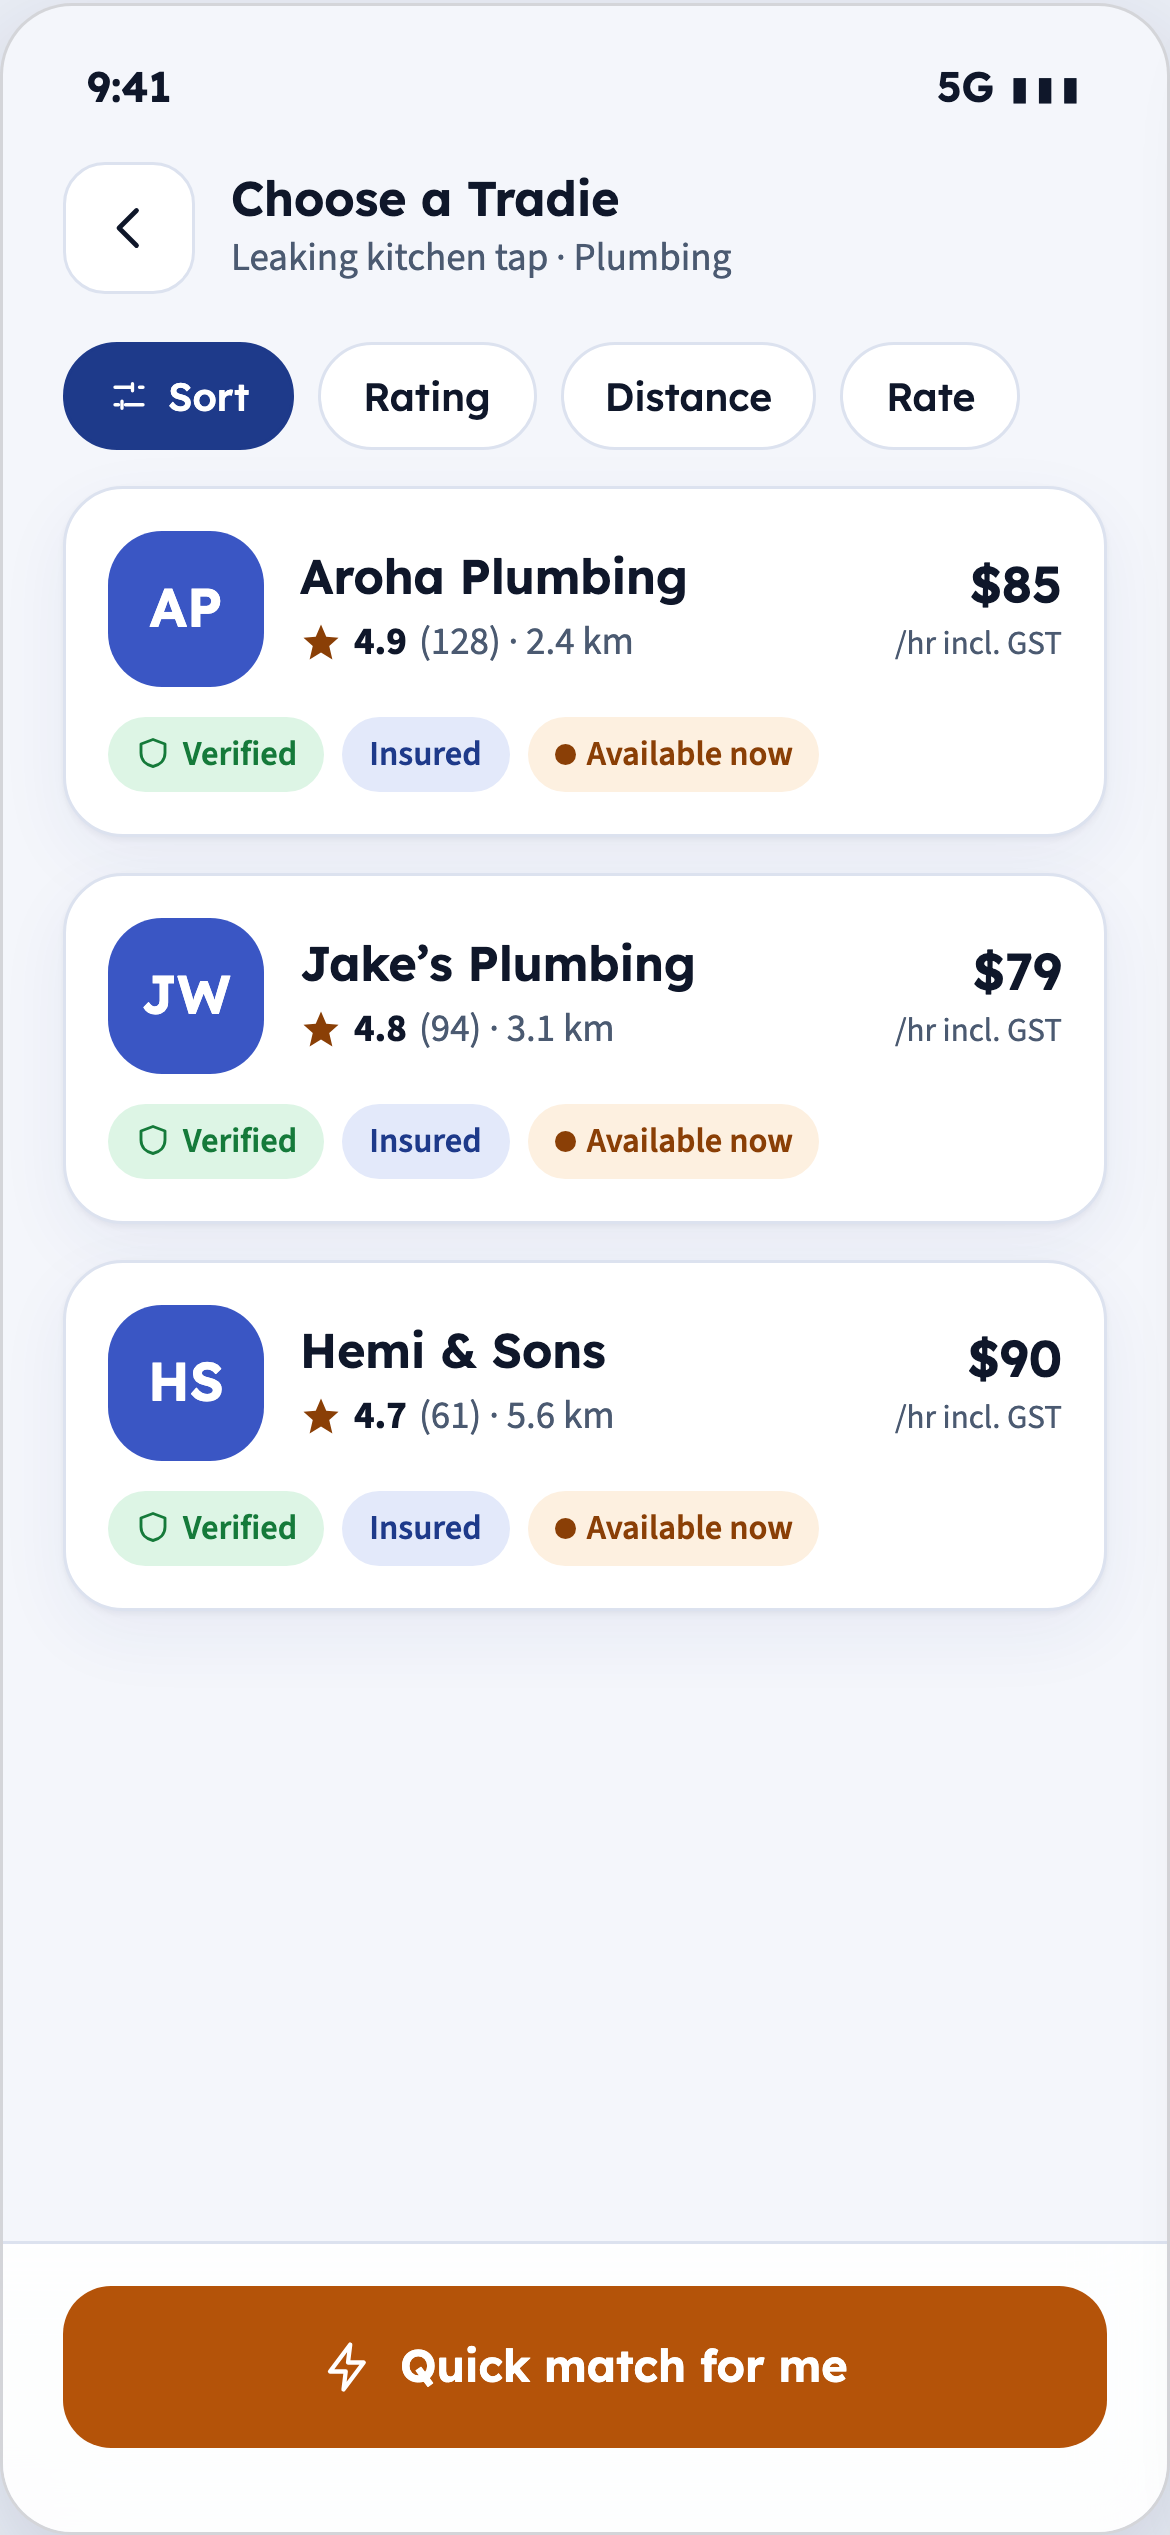 9:41 5G
Choose a Tradie
Leaking kitchen tap · Plumbing
Sort Rating Distance Rate
AP Aroha Plumbing $85
4.9 (128) · 2.4 km /hr incl. GST
Verified Insured Available now
JW Jake’s Plumbing $79
4.8 (94) · 3.1 km /hr incl. GST
Verified Insured Available now
HS Hemi & Sons $90
4.7 (61) · 5.6 km /hr incl. GST
Verified Insured Available now
Quick match for me